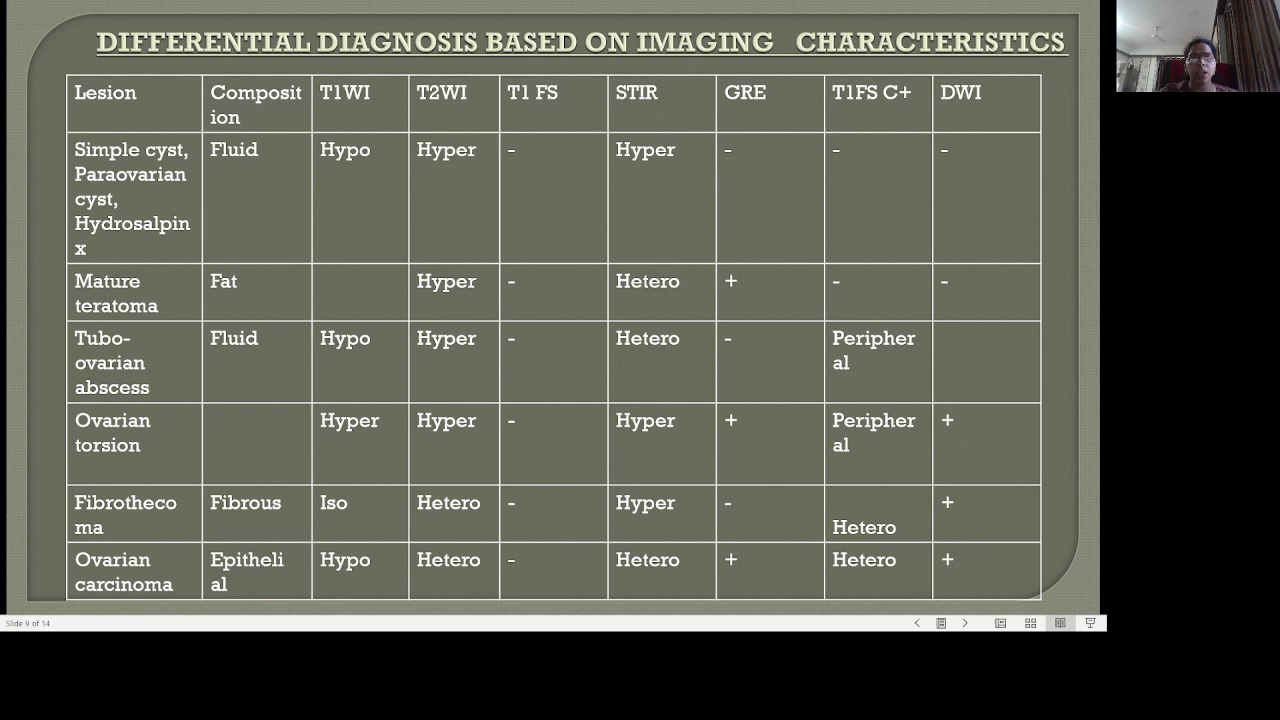 DIFFERENTIAL DIAGNOSIS BASED ON IMAGING CHARACTERISTICS
Lesion Composit T1WI T2WI T1 FS STIR GRE T1FS C+ DWI
ion
Simple cyst, Fluid Hypo Hyper - Hyper - - -
Paraovarian
cyst,
Hydrosalpin
x
Mature Fat Hyper - Hetero + - -
teratoma
Tubo- Fluid Hypo Hyper - Hetero - Peripher
ovarian al
abscess
Ovarian Hyper Hyper - Hyper + Peripher +
torsion al
Fibrotheco Fibrous Iso Hetero - Hyper - +
ma Hetero
Ovarian Epitheli Hypo Hetero - Hetero + Hetero +
carcinoma al
Slide 9 of 14